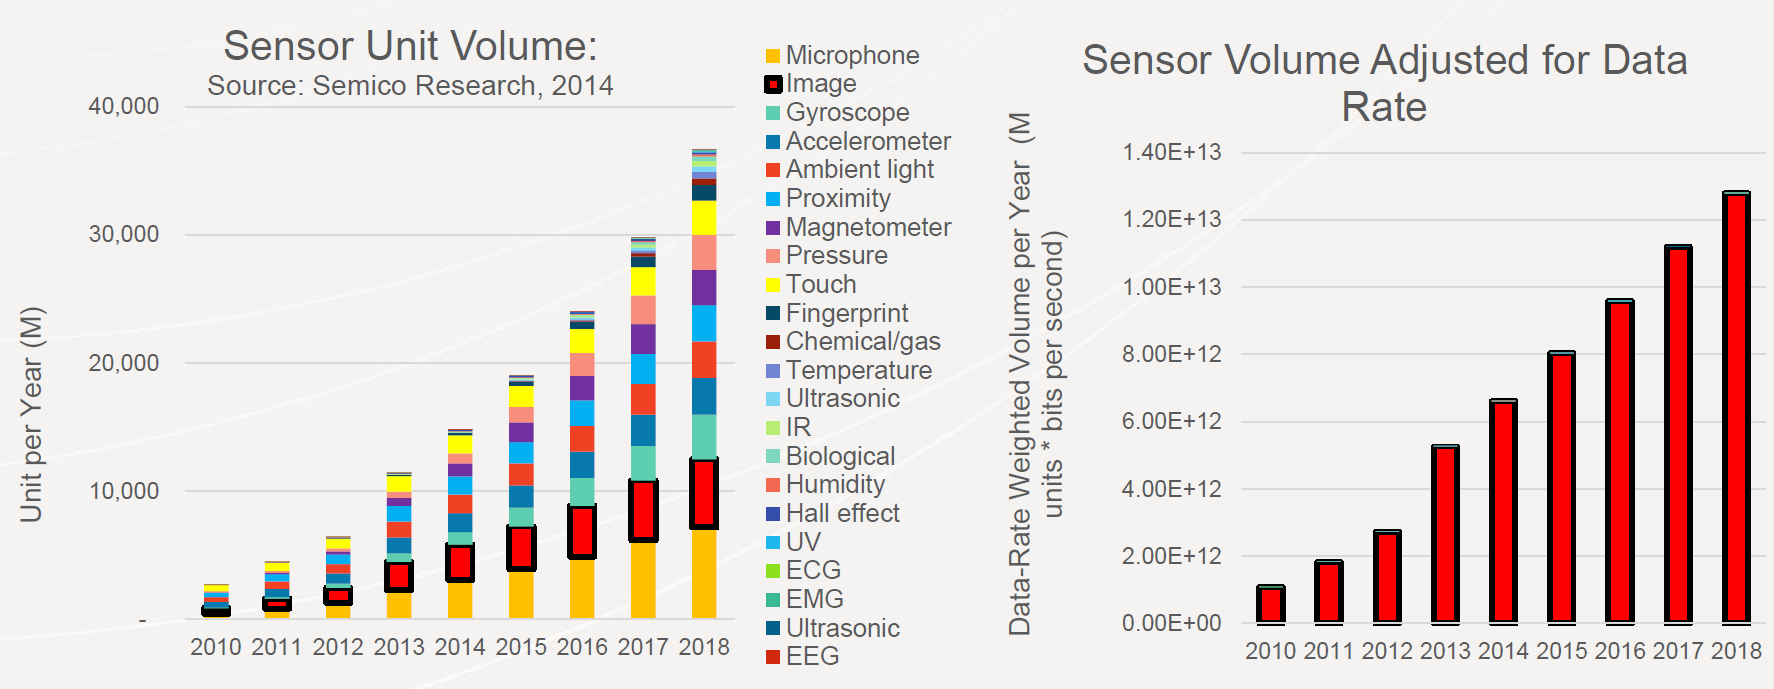 Sensor Unit Volume:
Source: Semico Research, 2014
Unit per Year (M)
40,000
30,000
20,000
10,000
-
2010 2011 2012 2013 2014 2015 2016 2017 2018
Microphone
Image
Gyroscope
Accelerometer
Ambient light
Proximity
Magnetometer
Pressure
Touch
Fingerprint
Chemical/gas
Temperature
Ultrasonic
IR
Biological
Humidity
Hall effect
UV
ECG
EMG
Ultrasonic
EEG
Sensor Volume Adjusted for Data
Rate
Data-Rate Weighted Volume per Year (M
units * bits per second)
1.40E+13
1.20E+13
1.00E+13
8.00E+12
6.00E+12
4.00E+12
2.00E+12
0.00E+00
2010 2011 2012 2013 2014 2015 2016 2017 2018